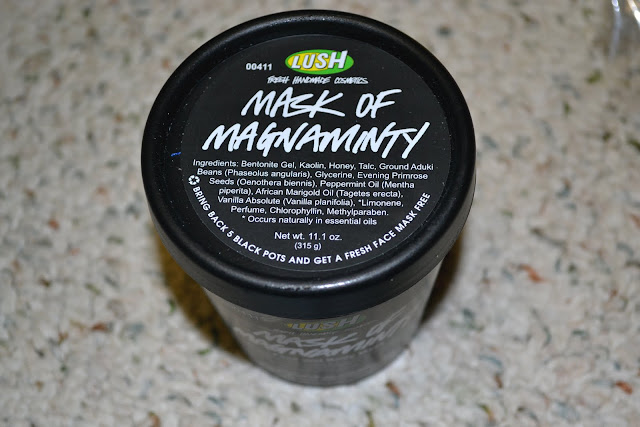 00411
LUSH
FRESH HANDMADE COSMETICS
MASK OF
MAGNAMINTY
Ingredients: Bentonite Gel, Kaolin, Honey, Talc, Ground Aduki
Beans (Phaseolus angularis), Glycerine, Evening Primrose
Seeds (Oenothera biennis), Peppermint Oil (Mentha
piperita), African Marigold Oil (Tagetes erecta),
Vanilla Absolute (Vanilla planifolia), *Limonene,
Perfume, Chlorophyllin, Methylparaben.
* Occurs naturally in essential oils
Net wt. 11.1 oz.
(315 g)
BRING BACK 5 BLACK POTS AND GET A FRESH FACE MASK FREE
LUSH
MASK OF
MAGNAMINTY